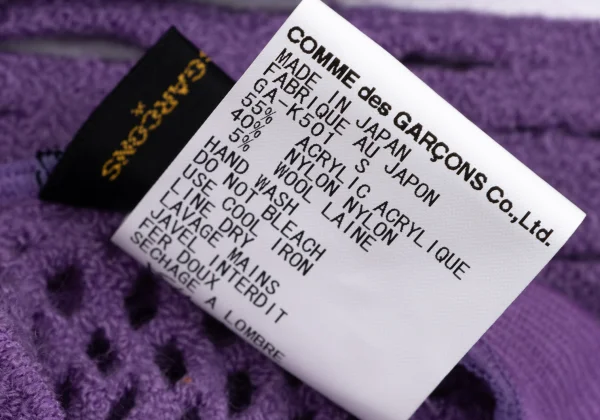 GARÇONS
COMME des GARÇONS Co.,Ltd.
MADE IN JAPAN
FABRIQUE AU JAPON
GA-K501 S
55% ACRYLIC ACRYLIQUE
40% NYLON NYLON
5% WOOL LAINE
HAND WASH
DO NOT BLEACH
USE COOL IRON
LINE DRY
LAVAGE MAINS
JAVEL INTERDIT
FER DOUX
SECHAGE A LOMBRE